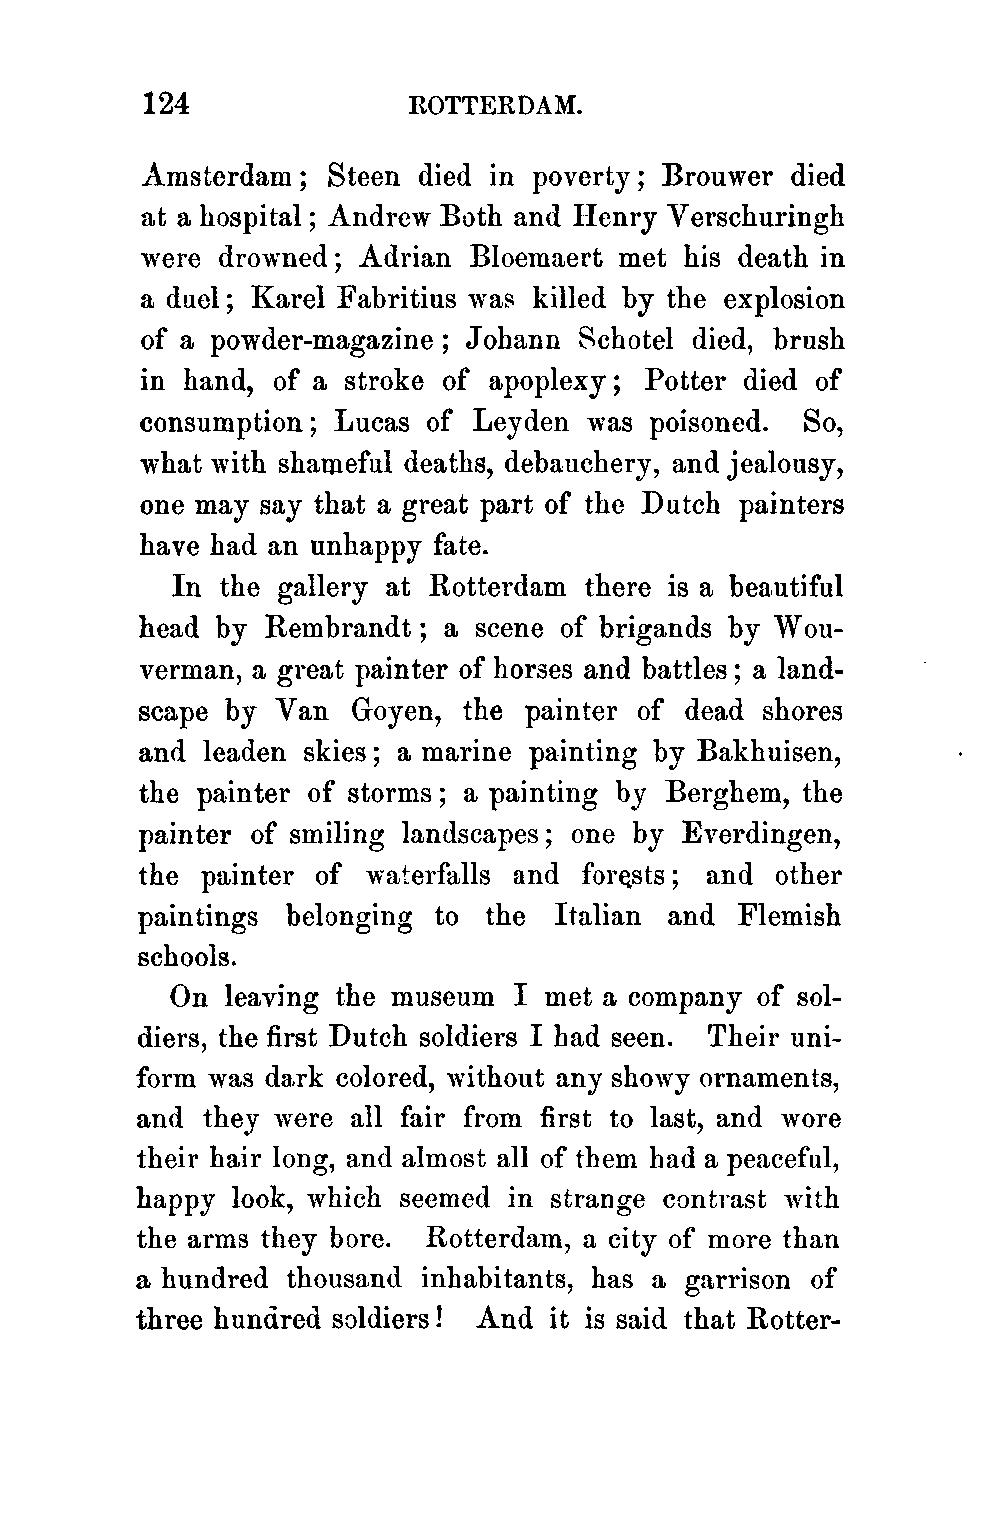 124 ROTTERDAM.
Amsterdam; Steen died in poverty; Brouwer died
at a hospital; Andrew Both and Henry Verschuringh
were drowned; Adrian Bloemaert met his death in
a duel; Karel Fabritius was killed by the explosion
of a powder-magazine; Johann Schotel died, brush
in hand, of a stroke of apoplexy; Potter died of
consumption; Lucas of Leyden was poisoned. So,
what with shameful deaths, debauchery, and jealousy,
one may say that a great part of the Dutch painters
have had an unhappy fate.
In the gallery at Rotterdam there is a beautiful
head by Rembrandt; a scene of brigands by Wou-
verman, a great painter of horses and battles; a land-
scape by Van Goyen, the painter of dead shores
and leaden skies; a marine painting by Bakhuisen,
the painter of storms; a painting by Berghem, the
painter of smiling landscapes; one by Everdingen,
the painter of waterfalls and forests; and other
paintings belonging to the Italian and Flemish
schools.
On leaving the museum I met a company of sol-
diers, the first Dutch soldiers I had seen. Their uni-
form was dark colored, without any showy ornaments,
and they were all fair from first to last, and wore
their hair long, and almost all of them had a peaceful,
happy look, which seemed in strange contrast with
the arms they bore. Rotterdam, a city of more than
a hundred thousand inhabitants, has a garrison of
three hundred soldiers! And it is said that Rotter-